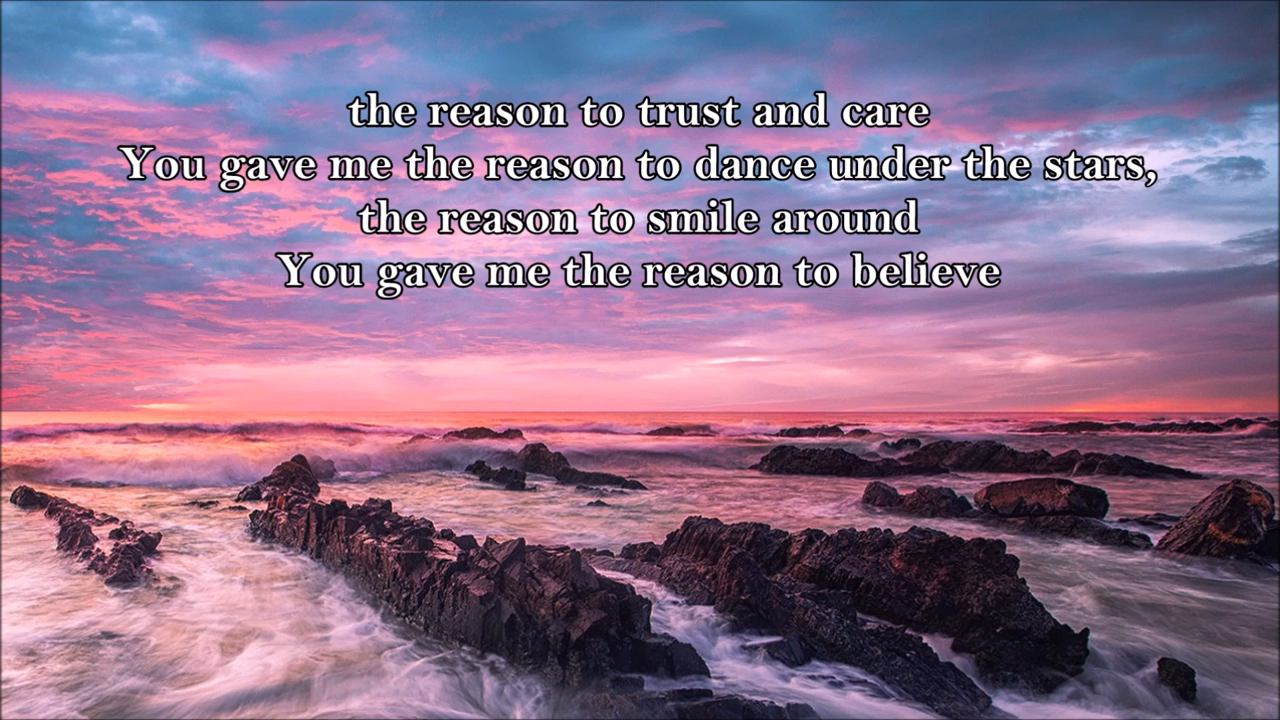 the reason to trust and care
You gave me the reason to dance under the stars,
the reason to smile around
You gave me the reason to believe